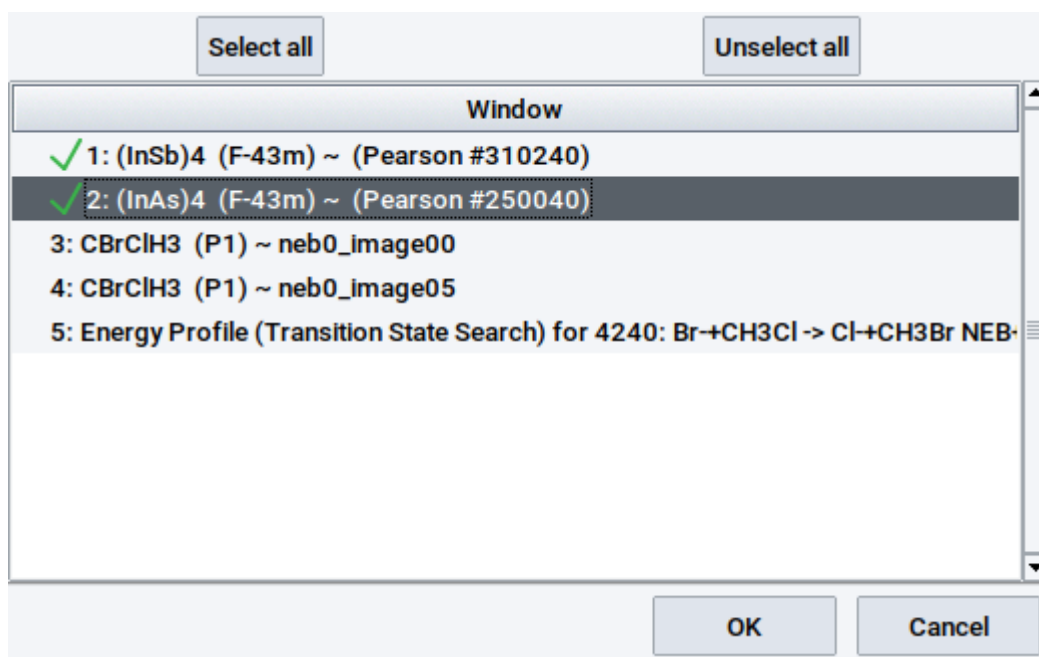 Select all Unselect all
Window
1: (InSb)4 (F-43m) ~ (Pearson #310240)
2: (InAs)4 (F-43m) ~ (Pearson #250040)
3: CBrClH3 (P1) ~ neb0_image00
4: CBrClH3 (P1) ~ neb0_image05
5: Energy Profile (Transition State Search) for 4240: Br-+CH3Cl -> Cl-+CH3Br NEB-
OK Cancel